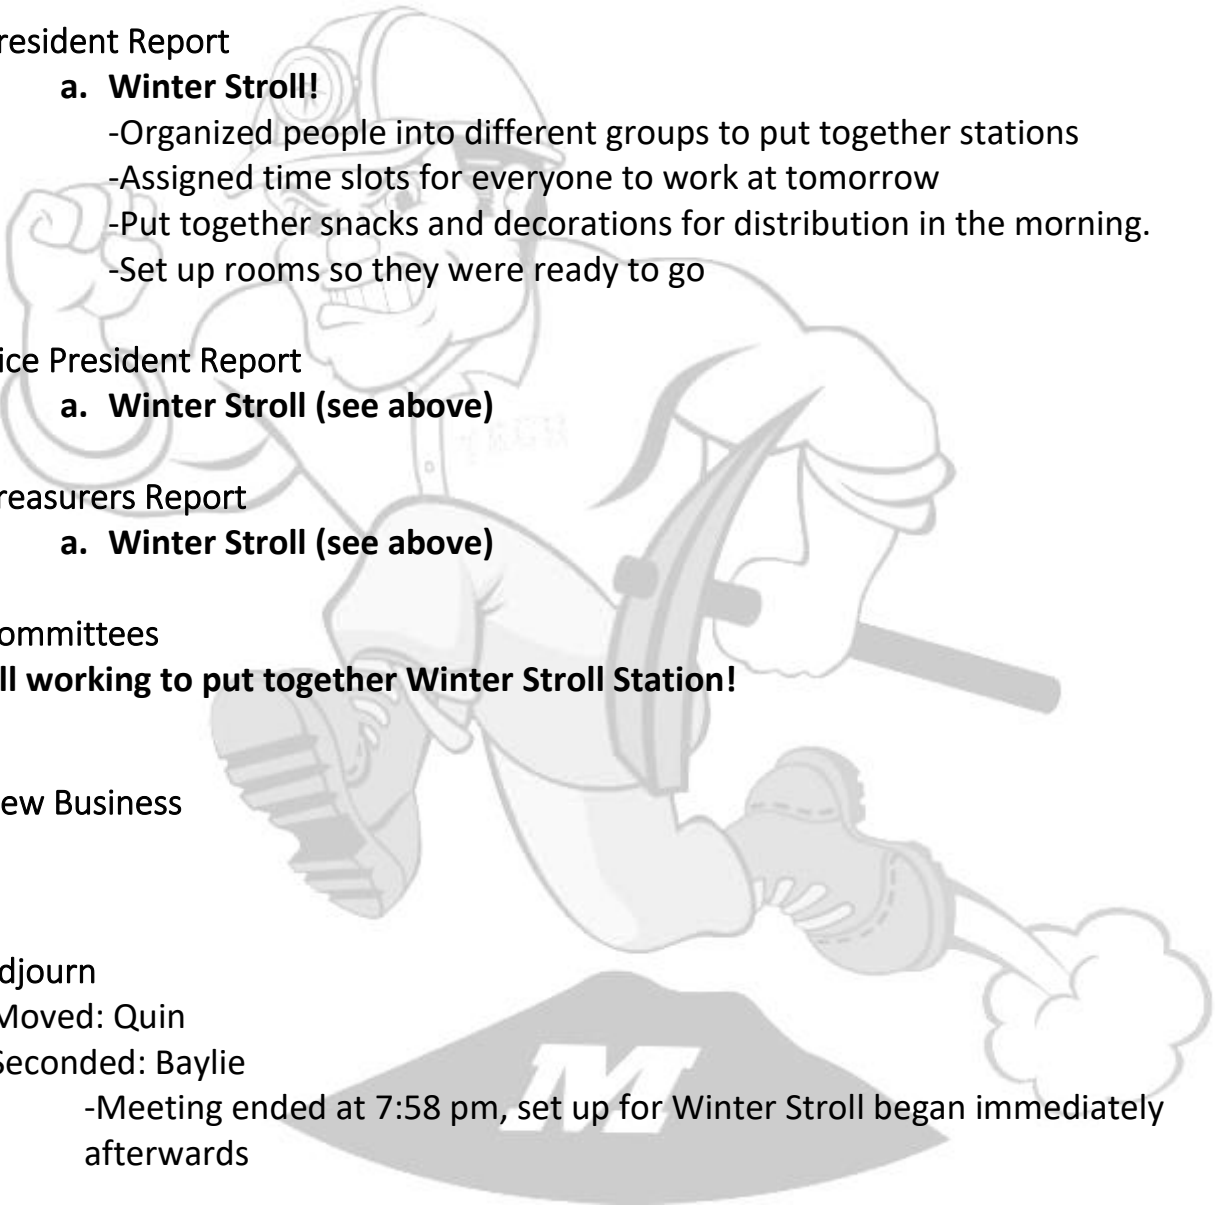 resident Report
a. Winter Stroll!
-Organized people into different groups to put together stations
-Assigned time slots for everyone to work at tomorrow
-Put together snacks and decorations for distribution in the morning.
-Set up rooms so they were ready to go
ice President Report
a. Winter Stroll (see above)
reasurers Report
a. Winter Stroll (see above)
ommittees
ll working to put together Winter Stroll Station!
ew Business
djourn
Moved: Quin
Seconded: Baylie
-Meeting ended at 7:58 pm, set up for Winter Stroll began immediately
afterwards
M